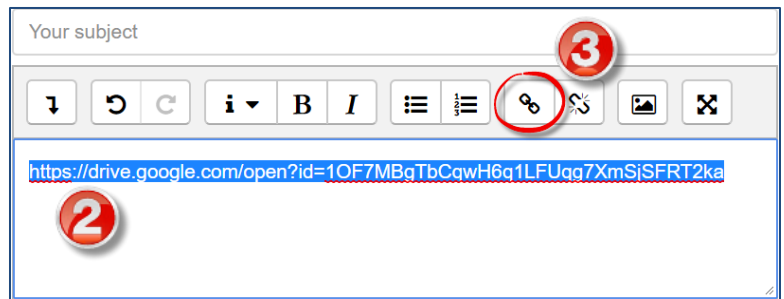 Your subject
3
i B I
https://drive.google.com/open?id=1OF7MBgTbCqwH6q1LFUqg7XmSjSFRT2ka
2